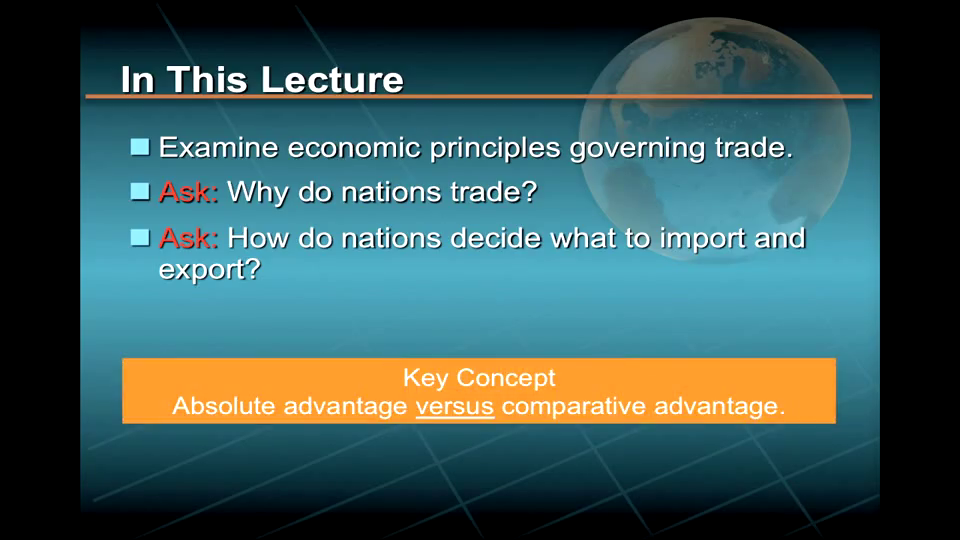 In This Lecture
Examine economic principles governing trade.
Ask: Why do nations trade?
Ask: How do nations decide what to import and
export?
Key Concept
Absolute advantage versus comparative advantage.